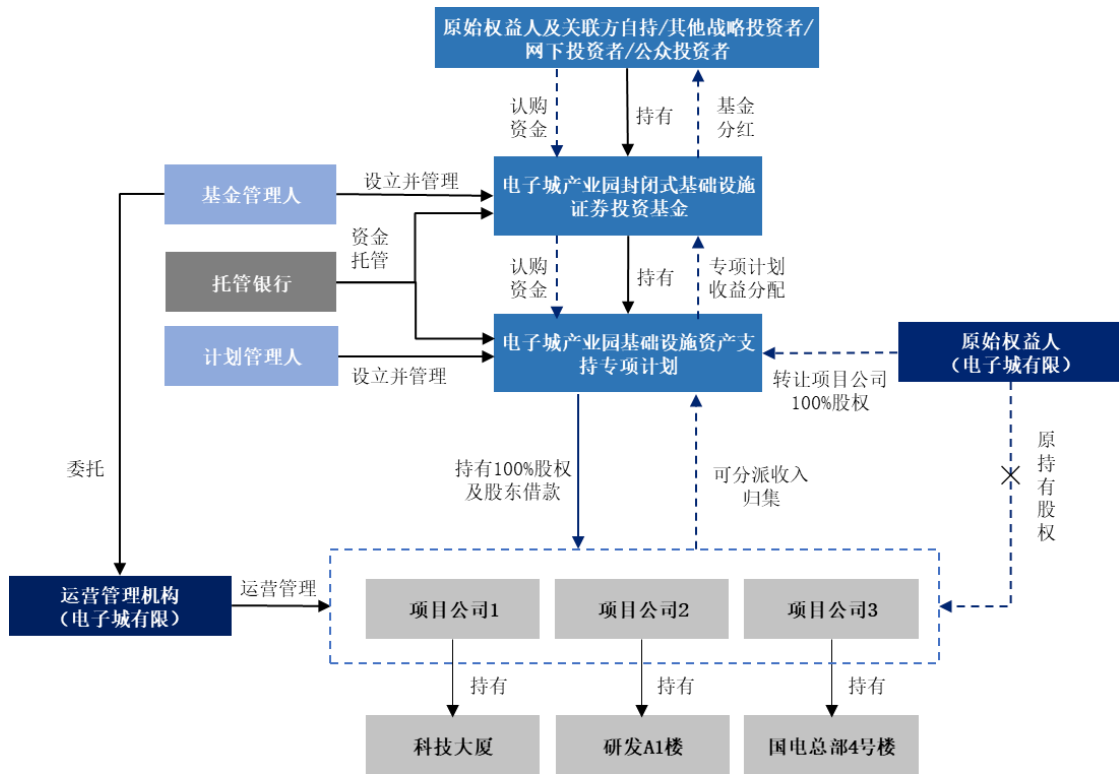 原始权益人及关联方自持/其他战略投资者/
网下投资者/公众投资者
认购
资金
持有
基金
分红
基金管理人
设立并管理
电子城产业园封闭式基础设施
证券投资基金
资金
托管
托管银行
认购
资金
持有
专项计划
收益分配
计划管理人
设立并管理
电子城产业园基础设施资产支
持专项计划
转让项目公司
100%股权
原始权益人
（电子城有限）
委托
持有100%股权
及股东借款
可分派收入
归集
原
持
有
股
权
运营管理机构
（电子城有限）
运营管理
项目公司1
项目公司2
项目公司3
持有
持有
持有
科技大厦
研发A1楼
国电总部4号楼